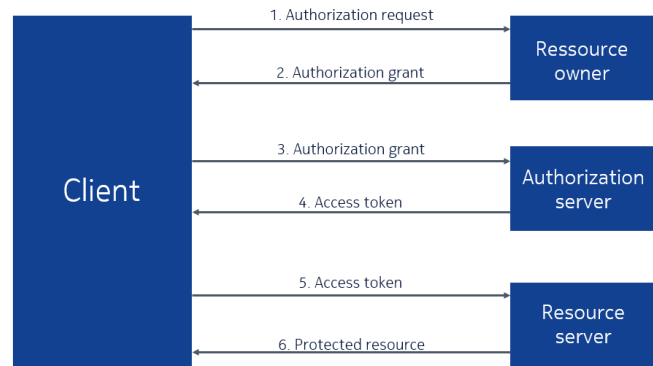 1. Authorization request
Ressource
owner
2. Authorization grant
3. Authorization grant
Client
Authorization
server
4. Access token
5. Access token
Resource
server
6. Protected resource